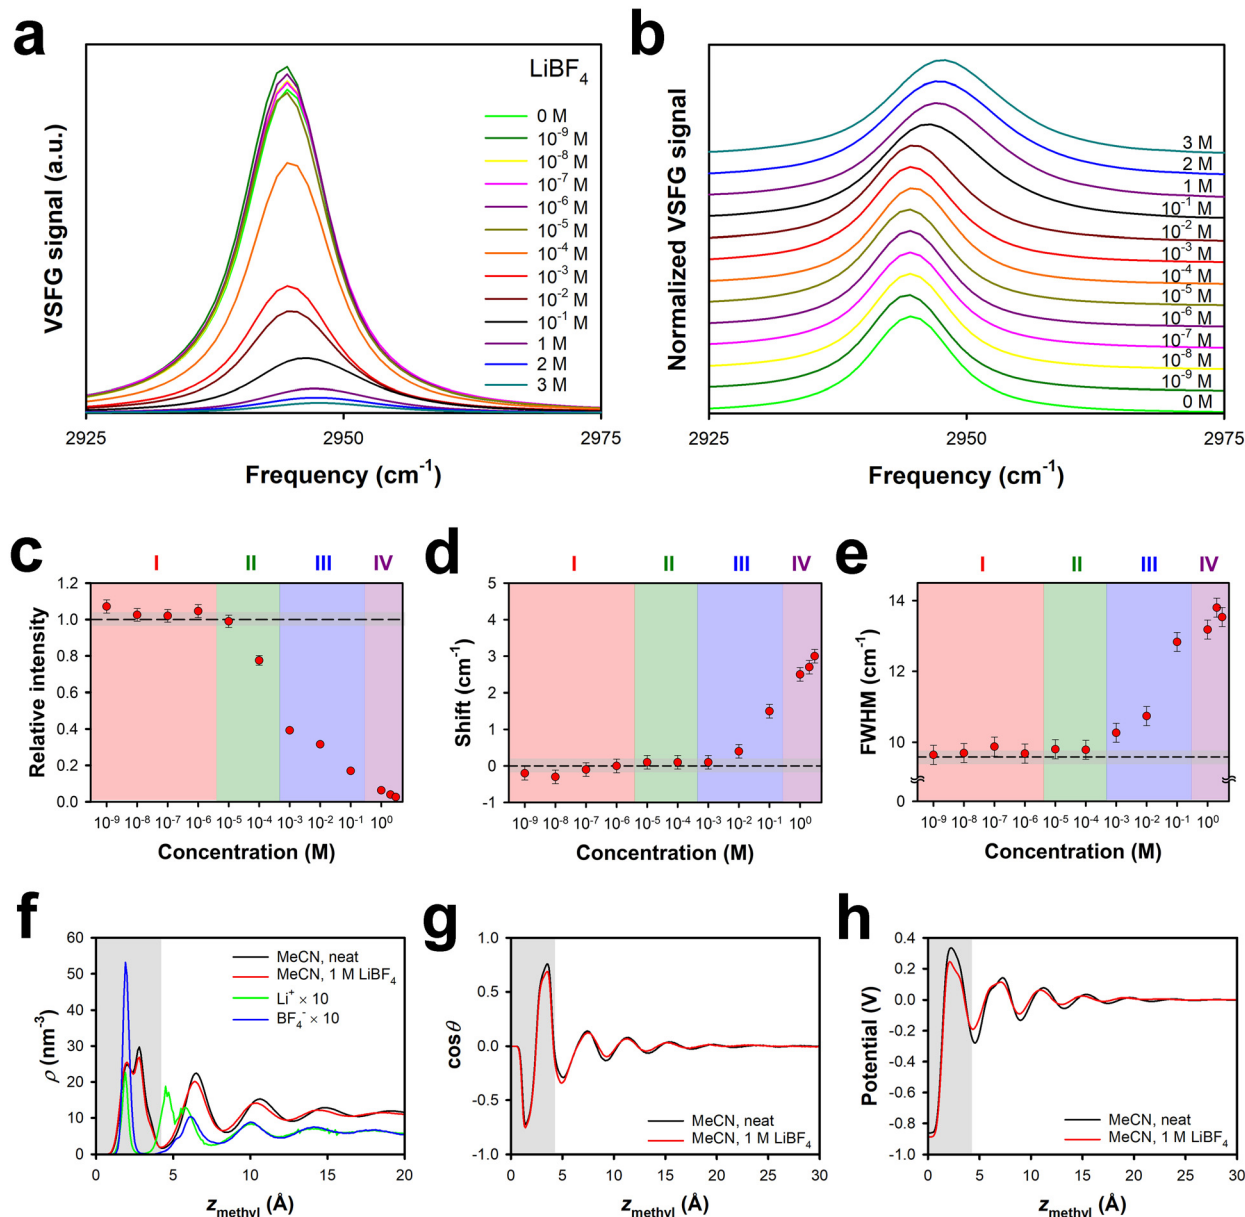 a
VSFG signal (a.u.)
LiBF4
0 M
10-9 M
10-8 M
10-7 M
10-6 M
10-5 M
10-4 M
10-3 M
10-2 M
10-1 M
1 M
2 M
3 M
2925 2950 2975
Frequency (cm-1)
b
Normalized VSFG signal
3 M
2 M
1 M
10-1 M
10-2 M
10-3 M
10-4 M
10-5 M
10-6 M
10-7 M
10-8 M
10-9 M
0 M
2925 2950 2975
Frequency (cm-1)
c
I II III IV
Relative intensity
1.2
1.0
0.8
0.6
0.4
0.2
0.0
10-9 10-8 10-7 10-6 10-5 10-4 10-3 10-2 10-1 100
Concentration (M)
d
I II III IV
Shift (cm-1)
5
4
3
2
1
0
-1
10-9 10-8 10-7 10-6 10-5 10-4 10-3 10-2 10-1 100
Concentration (M)
e
I II III IV
FWHM (cm-1)
14
12
10
0
10-9 10-8 10-7 10-6 10-5 10-4 10-3 10-2 10-1 100
Concentration (M)
f
ρ (nm-3)
60
50
40
30
20
10
0
MeCN, neat
MeCN, 1 M LiBF4
Li+ × 10
BF4- × 10
0 5 10 15 20
zmethyl (Å)
g
cosθ
1.0
0.5
0.0
-0.5
-1.0
MeCN, neat
MeCN, 1 M LiBF4
0 5 10 15 20 25 30
zmethyl (Å)
h
Potential (V)
0.4
0.2
0.0
-0.2
-0.4
-0.6
-0.8
-1.0
MeCN, neat
MeCN, 1 M LiBF4
0 5 10 15 20 25 30
zmethyl (Å)